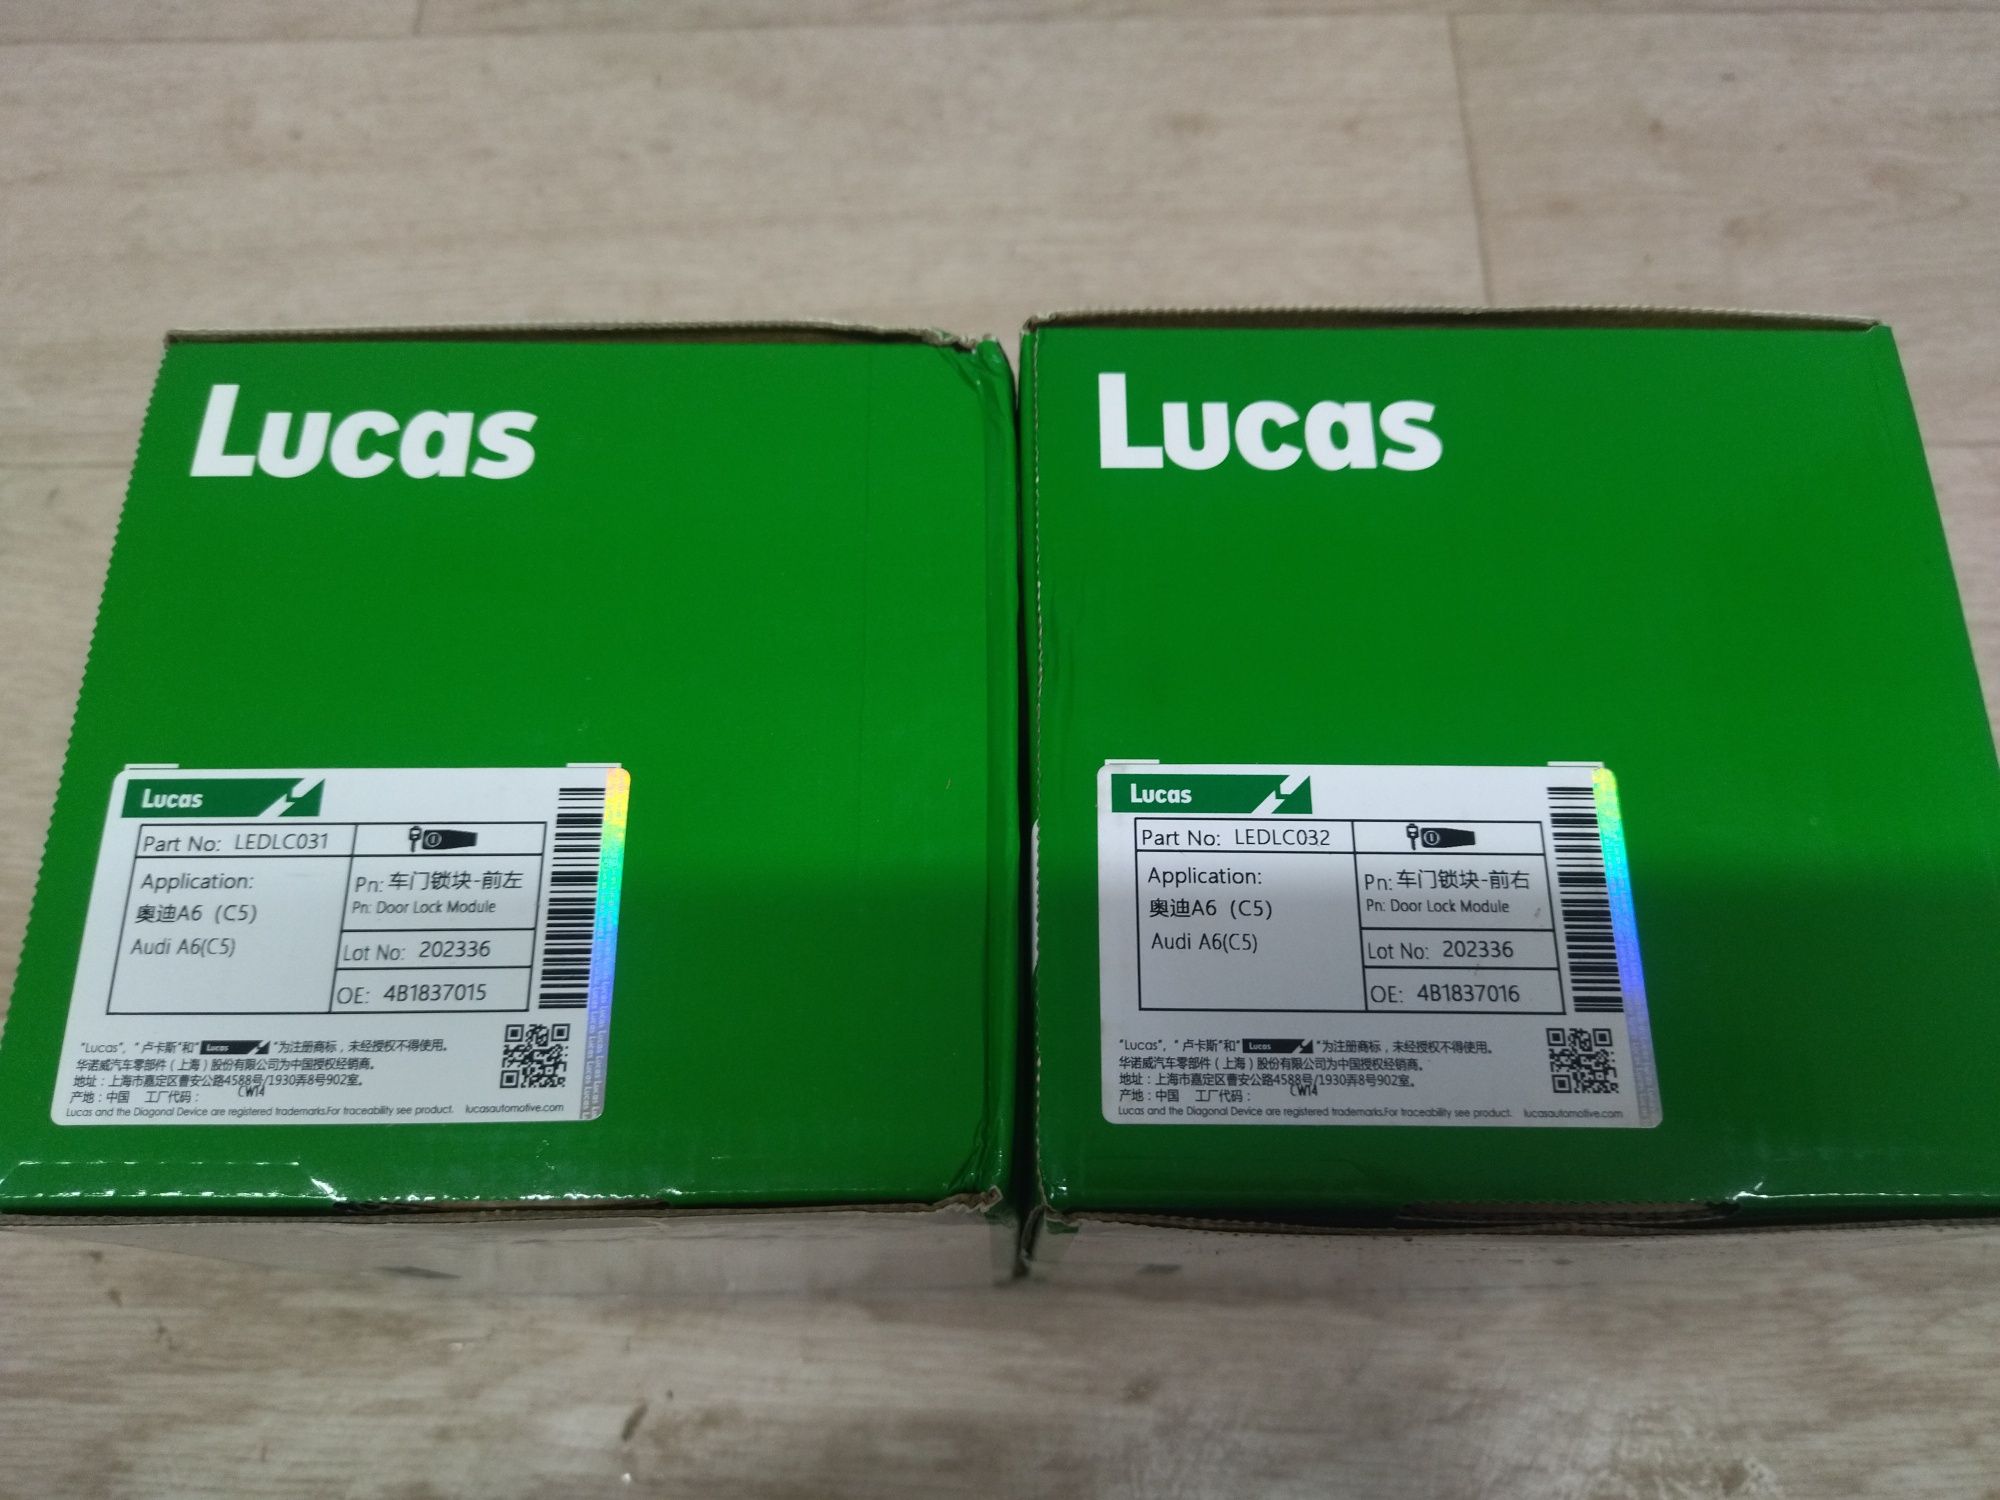 Lucas
Lucas
Part No: LEDLC031
Application:
奥迪A6 (C5)
Audi A6(C5)
Pn: 车门锁块-前左
Pn: Door Lock Module
Lot No: 202336
OE: 4B1837015
"Lucas", "卢卡斯"和" Lucas "为注册商标，未经授权不得使用。
华诺威汽车零部件（上海）股份有限公司为中国授权经销商。
地址：上海市嘉定区曹安公路4588号/1930弄8号902室。
产地：中国 工厂代码： CW14
Lucas and the Diagonal Device are registered trademarks.For traceability see product. lucasautomotive.com
Lucas
Lucas
Part No: LEDLC032
Application:
奥迪A6 (C5)
Audi A6(C5)
Pn: 车门锁块-前右
Pn: Door Lock Module
Lot No: 202336
OE: 4B1837016
"Lucas", "卢卡斯"和" Lucas "为注册商标，未经授权不得使用。
华诺威汽车零部件（上海）股份有限公司为中国授权经销商。
地址：上海市嘉定区曹安公路4588号/1930弄8号902室。
产地：中国 工厂代码： CW14
Lucas and the Diagonal Device are registered trademarks.For traceability see product. lucasautomotive.com